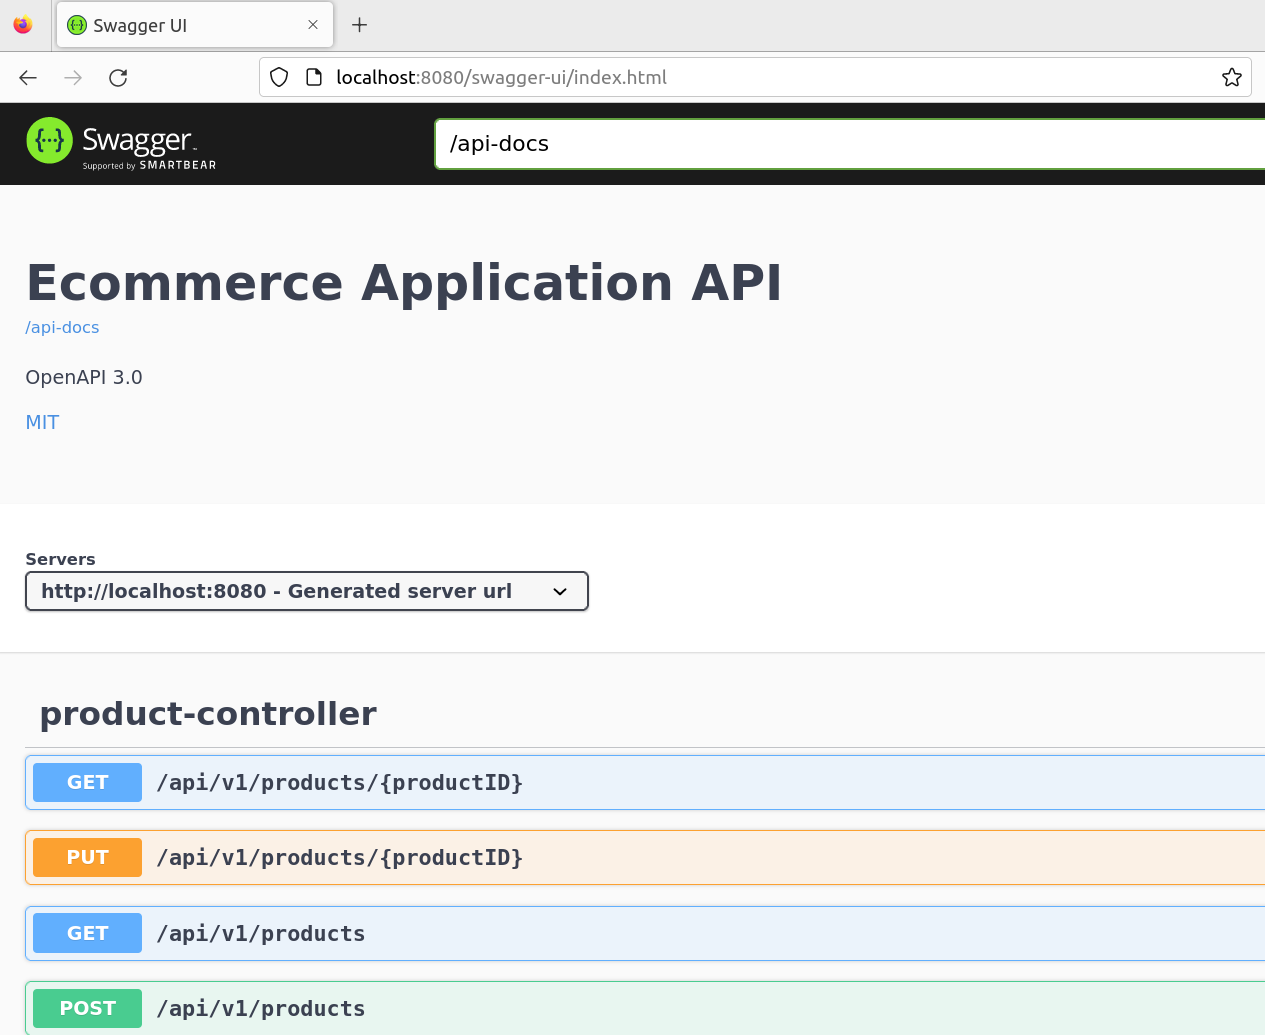 Swagger UI
localhost:8080/swagger-ui/index.html
{...} Swagger™
Supported by SMARTBEAR
/api-docs
Ecommerce Application API
/api-docs
OpenAPI 3.0
MIT
Servers
http://localhost:8080 - Generated server url
product-controller
GET /api/v1/products/{productID}
PUT /api/v1/products/{productID}
GET /api/v1/products
POST /api/v1/products